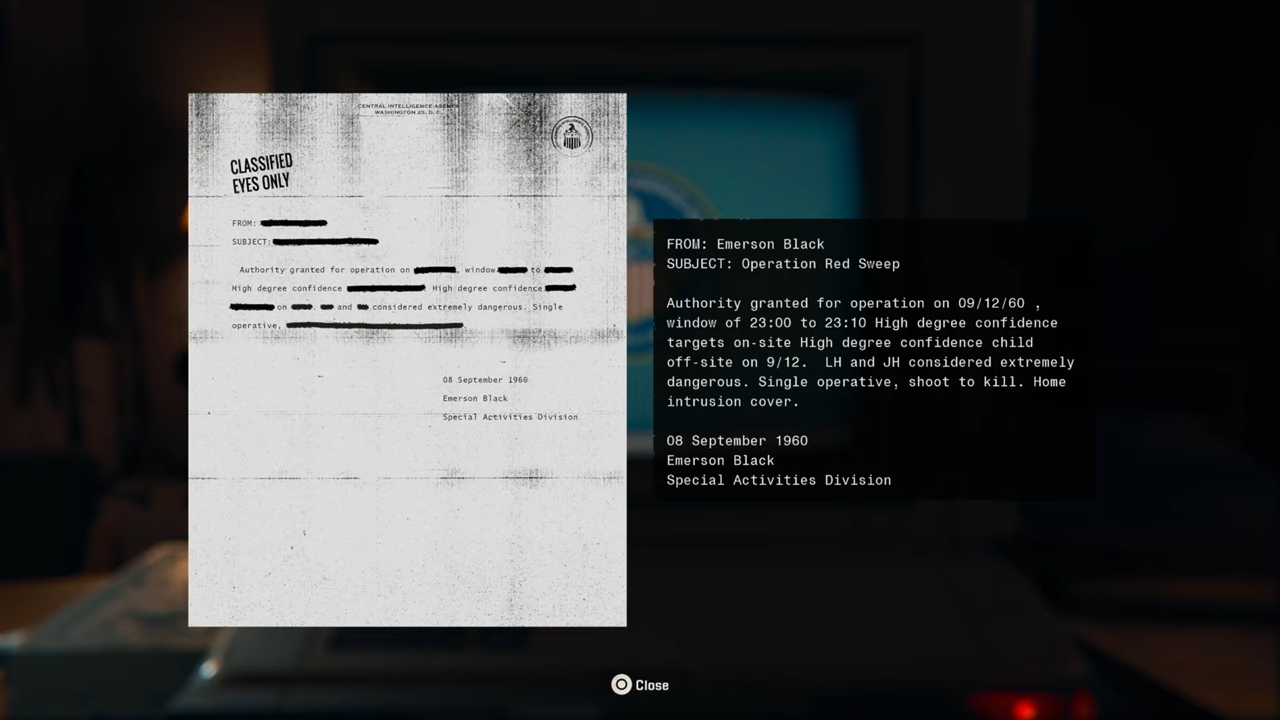 CENTRAL INTELLIGENCE AGENCY
WASHINGTON 25, D. C.
CLASSIFIED
EYES ONLY
FROM:
SUBJECT:
Authority granted for operation on , window to
High degree confidence . High degree confidence
on and considered extremely dangerous. Single
operative,
08 September 1960
Emerson Black
Special Activities Division
FROM: Emerson Black
SUBJECT: Operation Red Sweep
Authority granted for operation on 09/12/60 ,
window of 23:00 to 23:10 High degree confidence
targets on-site High degree confidence child
off-site on 9/12. LH and JH considered extremely
dangerous. Single operative, shoot to kill. Home
intrusion cover.
08 September 1960
Emerson Black
Special Activities Division
Close